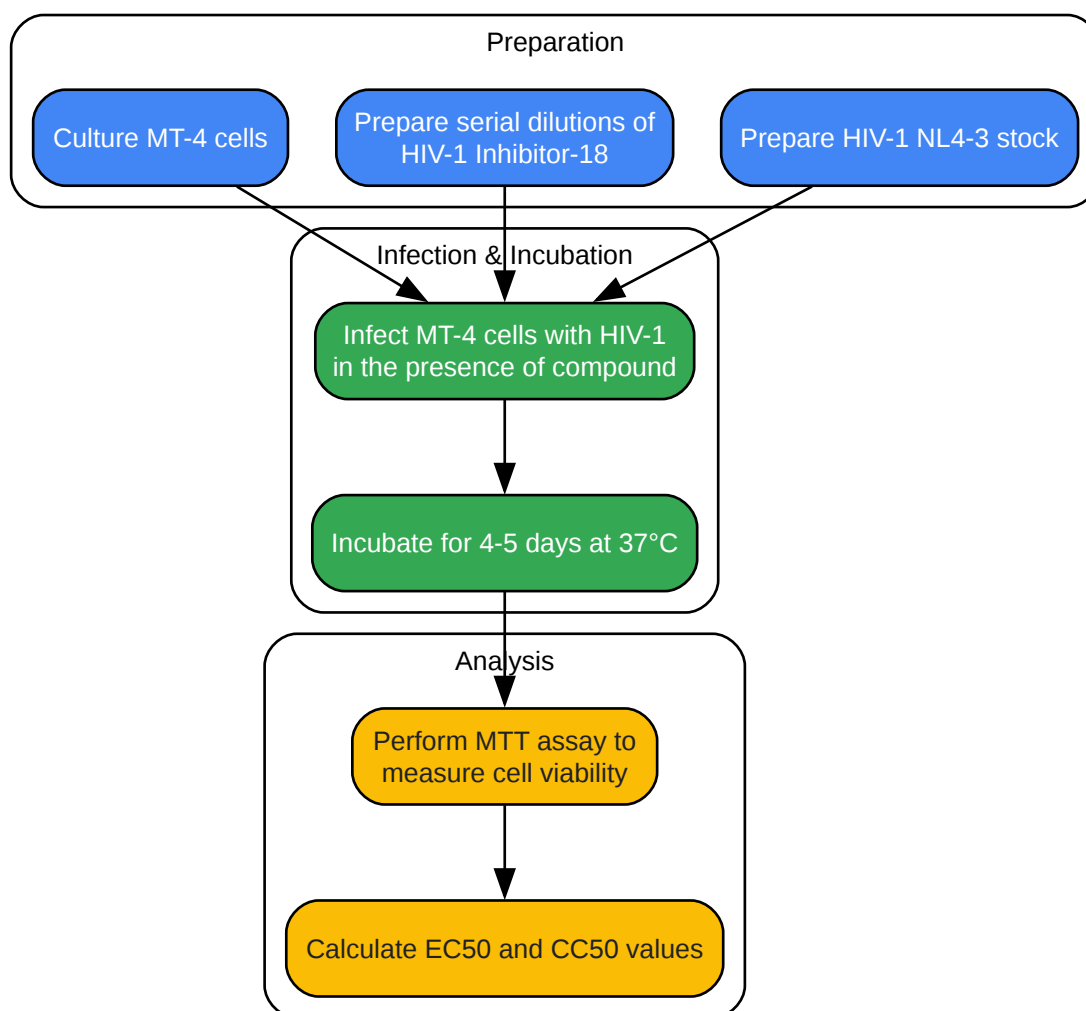 Preparation
Culture MT-4 cells
Prepare serial dilutions of
HIV-1 Inhibitor-18
Prepare HIV-1 NL4-3 stock
Infection & Incubation
Infect MT-4 cells with HIV-1
in the presence of compound
Incubate for 4-5 days at 37°C
Analysis
Perform MTT assay to
measure cell viability
Calculate EC50 and CC50 values